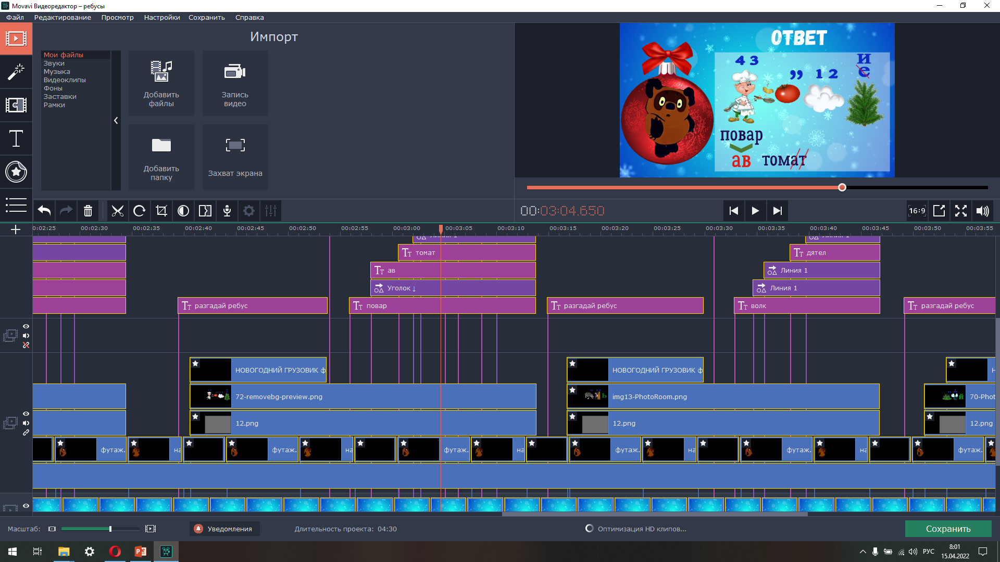 Movavi Видеоредактор – ребусы
Файл Редактирование Просмотр Настройки Сохранить Справка
Импорт
Мои файлы
Звуки
Музыка
Видеоклипы
Фоны
Заставки
Рамки
Добавить файлы
Запись видео
Добавить папку
Захват экрана
ОТВЕТ
4 3
и
е
,, 1 2
повар
ав томат
00:03:04.650
16:9
0:02:25 00:02:30 00:02:35 00:02:40 00:02:45 00:02:50 00:02:55 00:03:00 00:03:05 00:03:10 00:03:15 00:03:20 00:03:25 00:03:30 00:03:35 00:03:40 00:03:45 00:03:50 00:03:55
Линия 1 Линия 1
томат дятел
ав Линия 1
Уголок ↓ Линия 1
разгадай ребус повар разгадай ребус волк разгадай ребус
НОВОГОДНИЙ ГРУЗОВИК ф НОВОГОДНИЙ ГРУЗОВИК ф Н
72-removebg-preview.png img13-PhotoRoom.png 70-Phot
12.png 12.png 12.png
футаж. на футаж. на футаж. на футаж. на футаж. на футаж.
Масштаб: Уведомления Длительность проекта: 04:30 Оптимизация HD клипов... Сохранить
РУС 8:01
15.04.2022